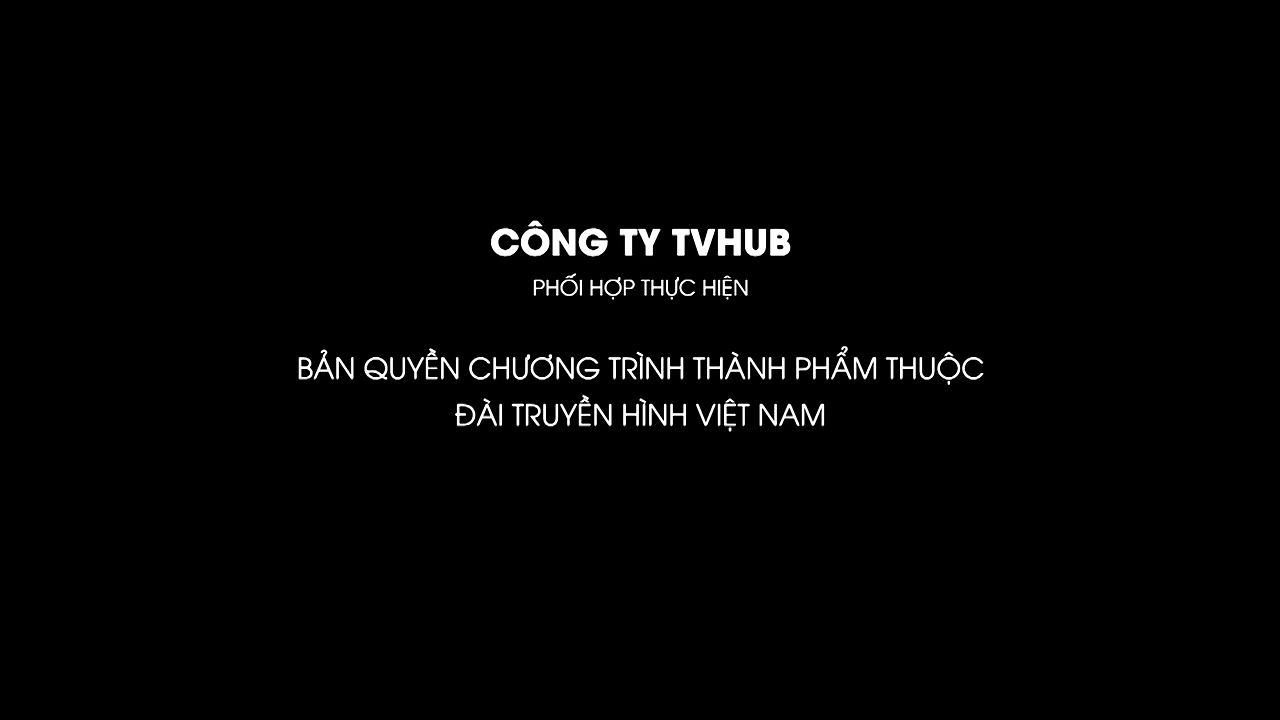 CÔNG TY TVHUB
PHỐI HỢP THỰC HIỆN
BẢN QUYỀN CHƯƠNG TRÌNH THÀNH PHẨM THUỘC
ĐÀI TRUYỀN HÌNH VIỆT NAM